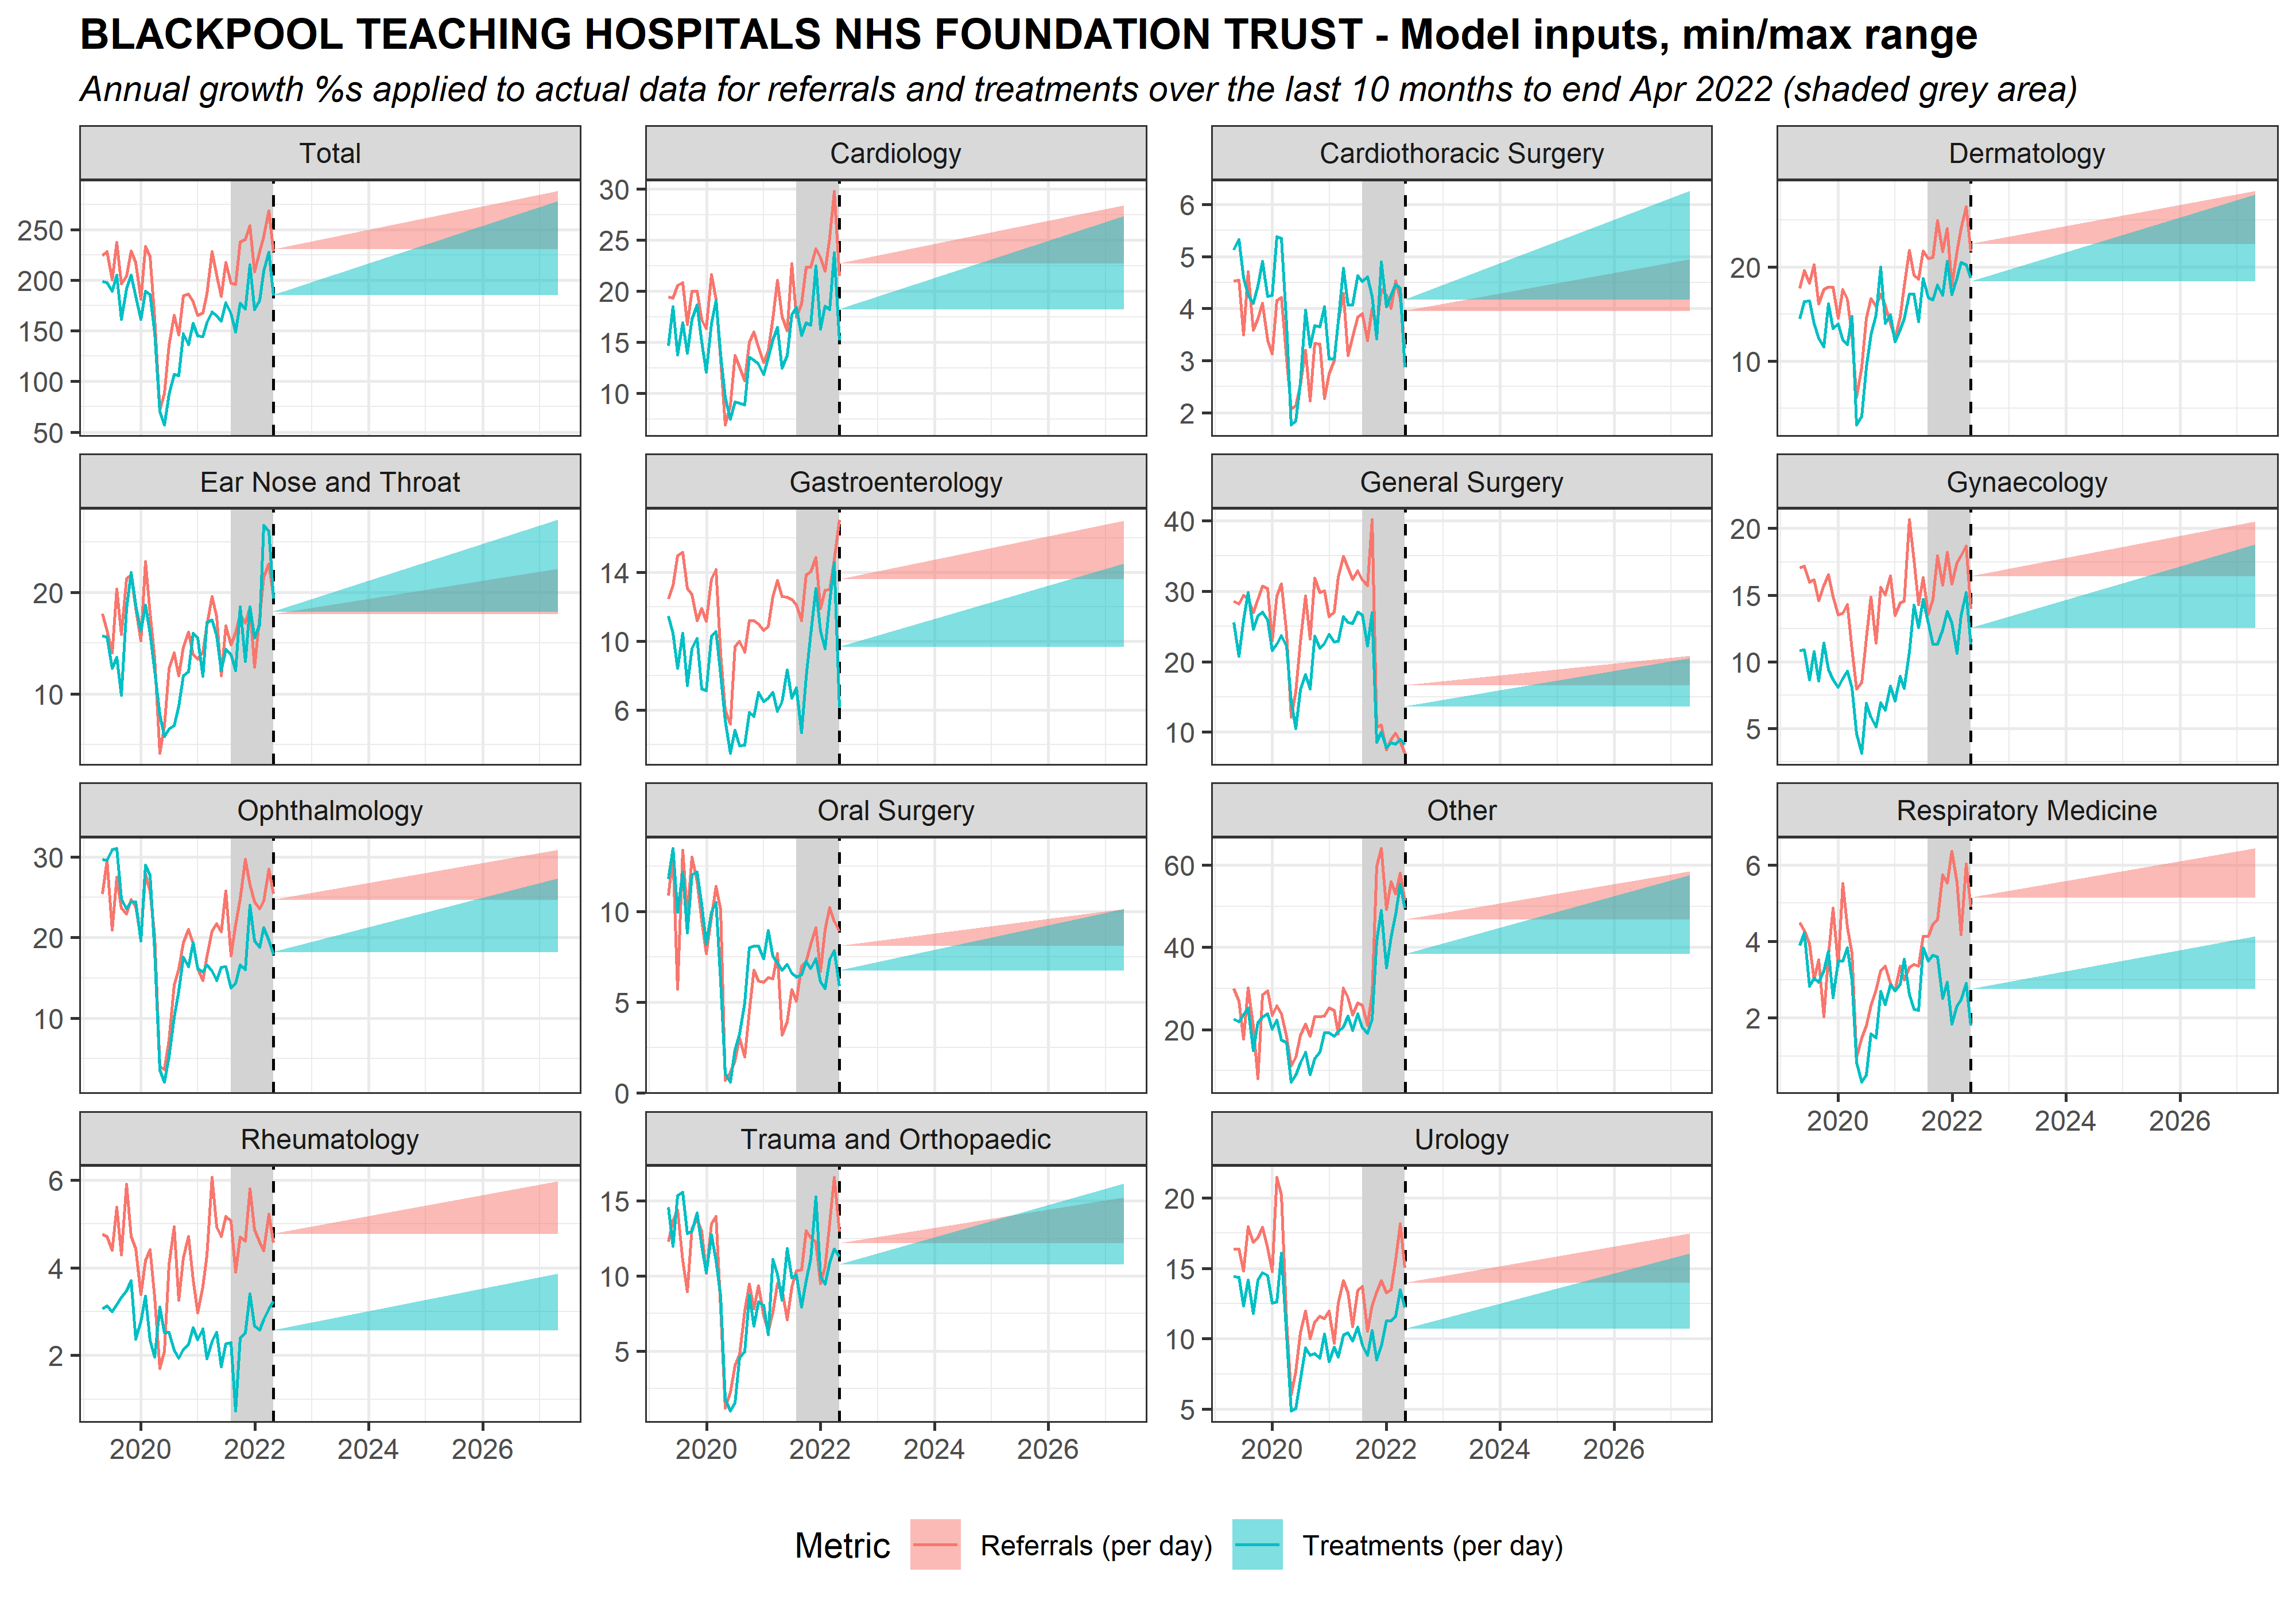 BLACKPOOL TEACHING HOSPITALS NHS FOUNDATION TRUST - Model inputs, min/max range
Annual growth %s applied to actual data for referrals and treatments over the last 10 months to end Apr 2022 (shaded grey area)
Total
250
200
150
100
50
Cardiology
30
25
20
15
10
Cardiothoracic Surgery
6
5
4
3
2
Dermatology
20
10
Ear Nose and Throat
20
10
Gastroenterology
14
10
6
General Surgery
40
30
20
10
Gynaecology
20
15
10
5
Ophthalmology
30
20
10
Oral Surgery
10
5
0
Other
60
40
20
Respiratory Medicine
6
4
2
2020 2022 2024 2026
Rheumatology
6
4
2
2020 2022 2024 2026
Trauma and Orthopaedic
15
10
5
2020 2022 2024 2026
Urology
20
15
10
5
2020 2022 2024 2026
Metric Referrals (per day) Treatments (per day)